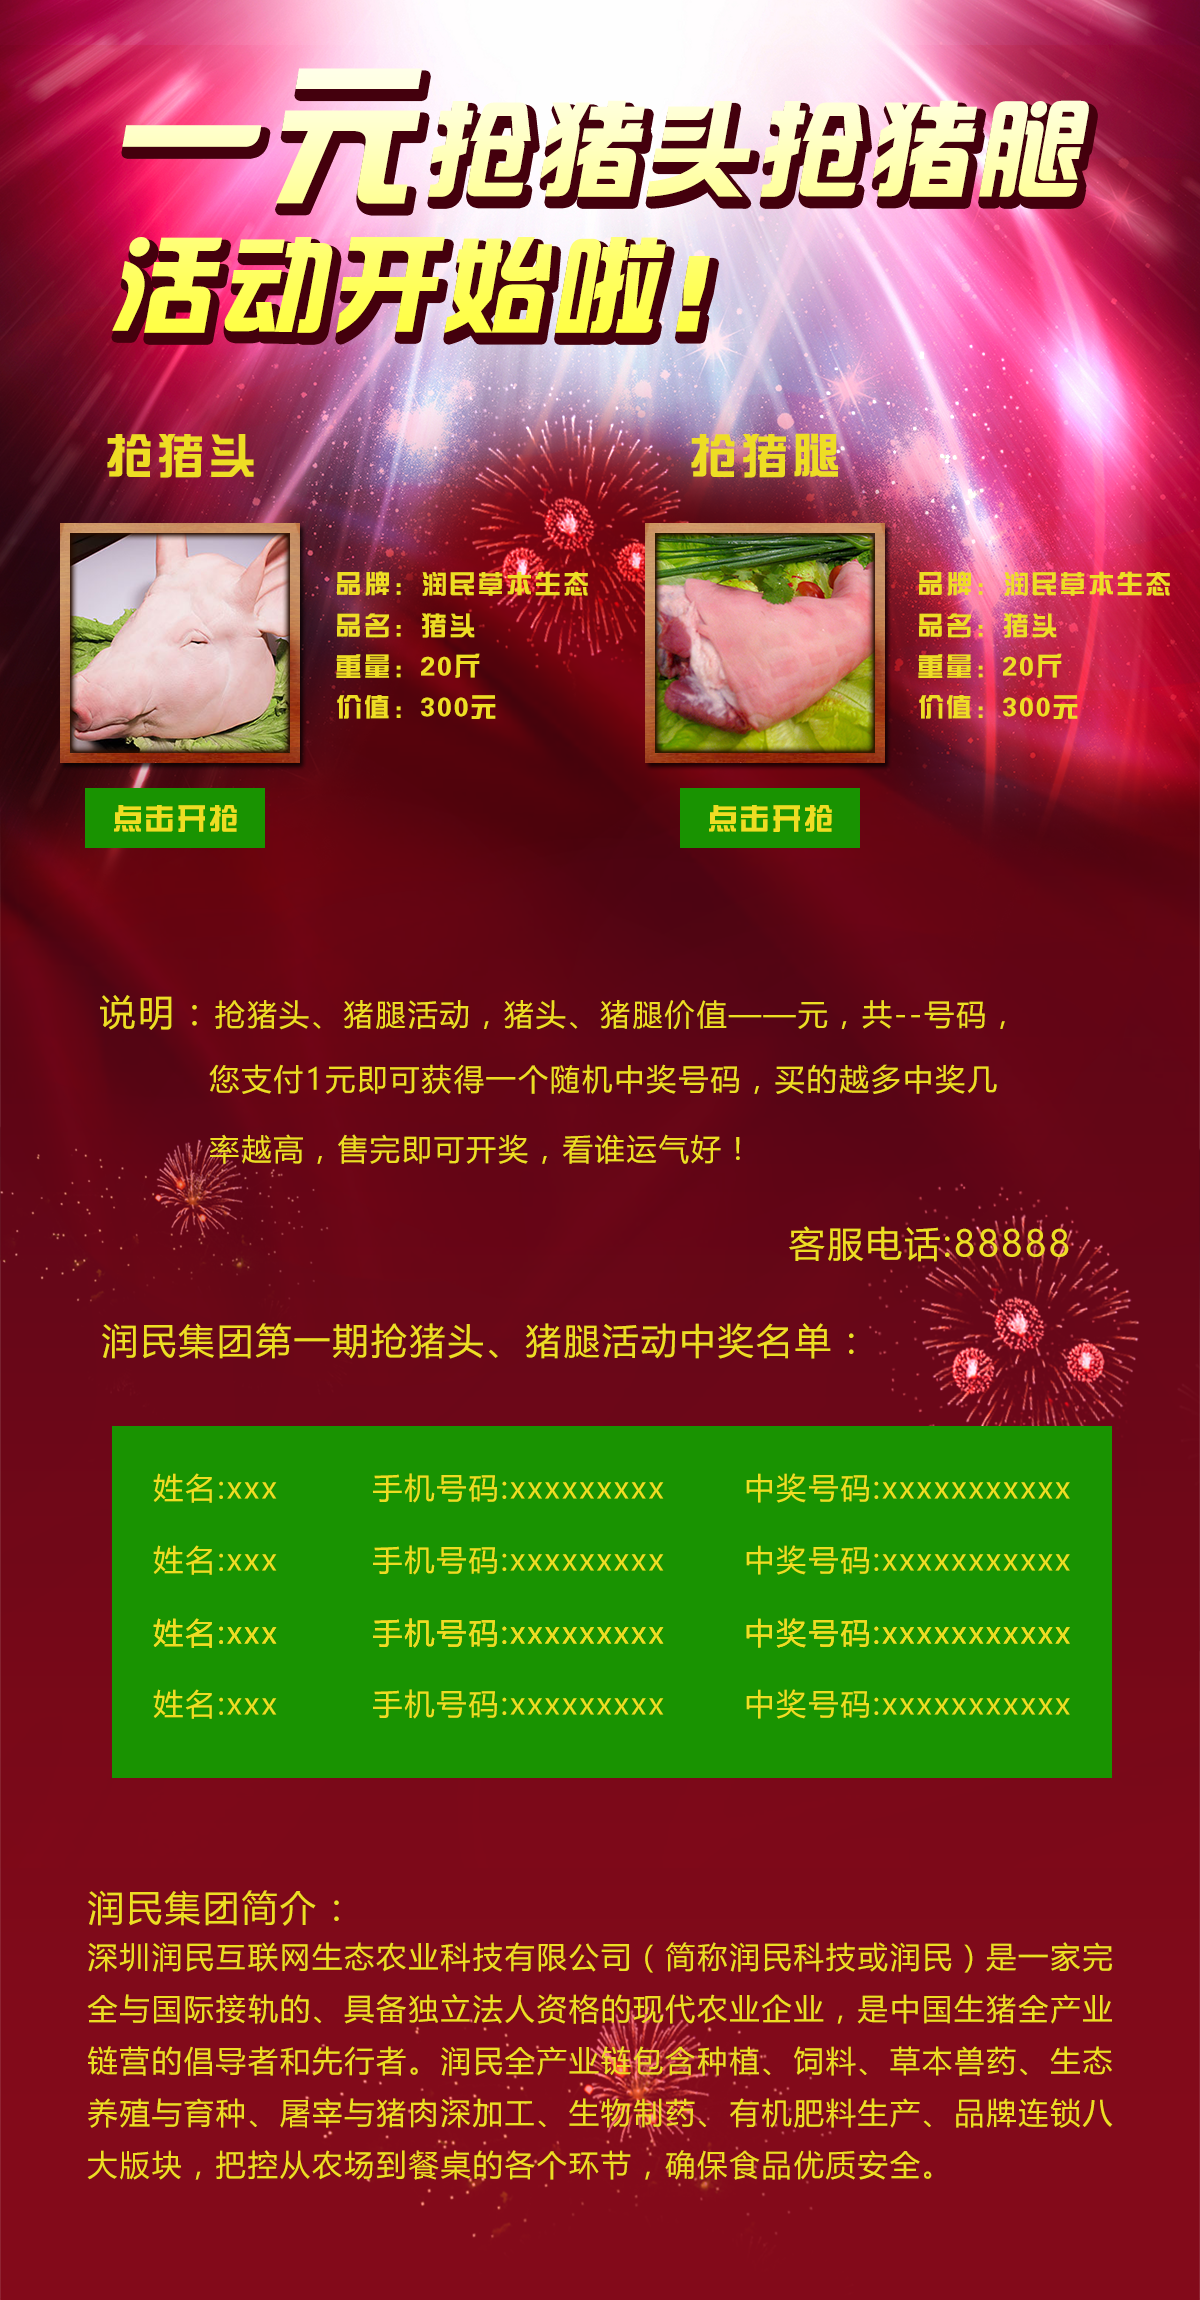 一元抢猪头抢猪腿
活动开始啦！
抢猪头
品牌：润民草本生态
品名：猪头
重量：20斤
价值：300元
点击开抢
抢猪腿
品牌：润民草本生态
品名：猪头
重量：20斤
价值：300元
点击开抢
说明：抢猪头、猪腿活动，猪头、猪腿价值——元，共--号码，
您支付1元即可获得一个随机中奖号码，买的越多中奖几
率越高，售完即可开奖，看谁运气好！
客服电话:88888
润民集团第一期抢猪头、猪腿活动中奖名单：
姓名:xxx 手机号码:xxxxxxxxx 中奖号码:xxxxxxxxxxx
姓名:xxx 手机号码:xxxxxxxxx 中奖号码:xxxxxxxxxxx
姓名:xxx 手机号码:xxxxxxxxx 中奖号码:xxxxxxxxxxx
姓名:xxx 手机号码:xxxxxxxxx 中奖号码:xxxxxxxxxxx
润民集团简介：
深圳润民互联网生态农业科技有限公司（简称润民科技或润民）是一家完
全与国际接轨的、具备独立法人资格的现代农业企业，是中国生猪全产业
链营的倡导者和先行者。润民全产业链包含种植、饲料、草本兽药、生态
养殖与育种、屠宰与猪肉深加工、生物制药、有机肥料生产、品牌连锁八
大版块，把控从农场到餐桌的各个环节，确保食品优质安全。